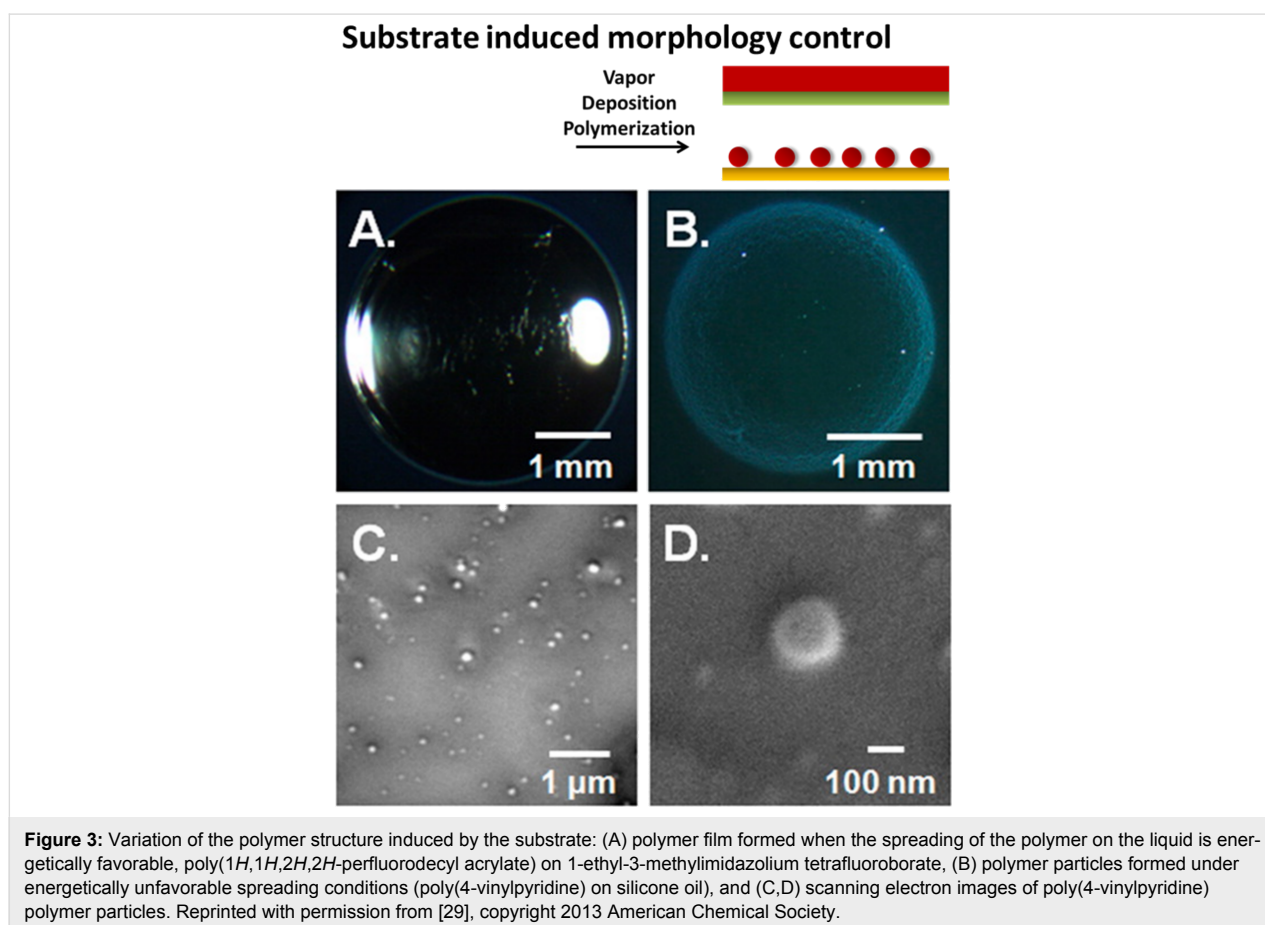 Substrate induced morphology control
Vapor
Deposition
Polymerization
A.
1 mm
B.
1 mm
C.
1 µm
D.
100 nm
Figure 3: Variation of the polymer structure induced by the substrate: (A) polymer film formed when the spreading of the polymer on the liquid is ener-
getically favorable, poly(1H,1H,2H,2H-perfluorodecyl acrylate) on 1-ethyl-3-methylimidazolium tetrafluoroborate, (B) polymer particles formed under
energetically unfavorable spreading conditions (poly(4-vinylpyridine) on silicone oil), and (C,D) scanning electron images of poly(4-vinylpyridine)
polymer particles. Reprinted with permission from [29], copyright 2013 American Chemical Society.